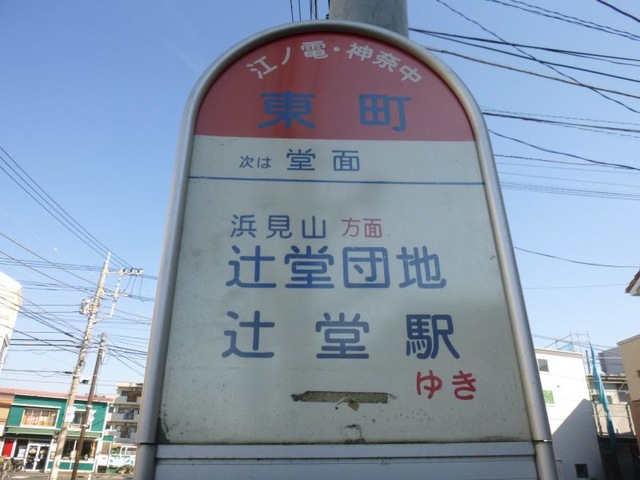 江ノ電・神奈中
東町
次は 堂面
浜見山 方面
辻堂団地
辻堂駅
ゆき